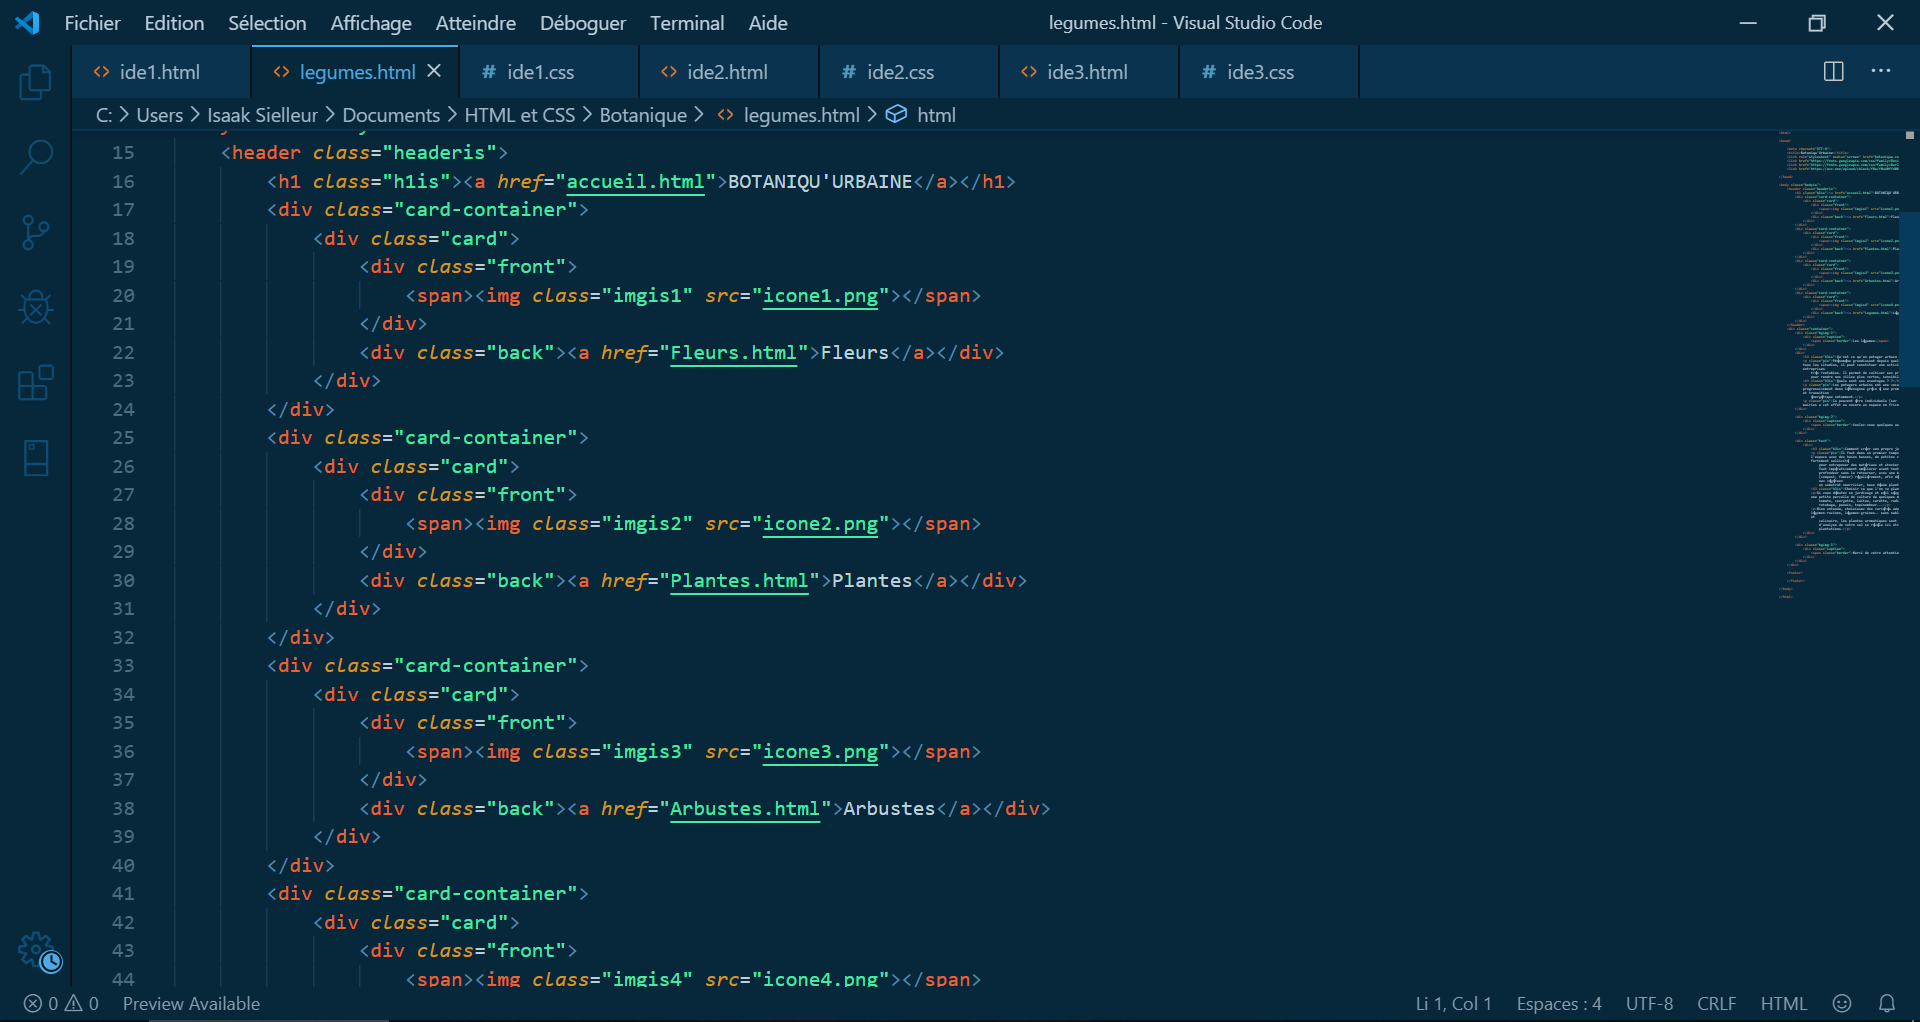 Fichier Edition Sélection Affichage Atteindre Déboguer Terminal Aide legumes.html - Visual Studio Code
ide1.html legumes.html ide1.css ide2.html ide2.css ide3.html ide3.css
C: > Users > Isaak Sielleur > Documents > HTML et CSS > Botanique > legumes.html > html
15 <header class="headeris">
16 <h1 class="h1is"><a href="accueil.html">BOTANIQU'URBAINE</a></h1>
17 <div class="card-container">
18 <div class="card">
19 <div class="front">
20 <span><img class="imgis1" src="icone1.png"></span>
21 </div>
22 <div class="back"><a href="Fleurs.html">Fleurs</a></div>
23 </div>
24 </div>
25 <div class="card-container">
26 <div class="card">
27 <div class="front">
28 <span><img class="imgis2" src="icone2.png"></span>
29 </div>
30 <div class="back"><a href="Plantes.html">Plantes</a></div>
31 </div>
32 </div>
33 <div class="card-container">
34 <div class="card">
35 <div class="front">
36 <span><img class="imgis3" src="icone3.png"></span>
37 </div>
38 <div class="back"><a href="Arbustes.html">Arbustes</a></div>
39 </div>
40 </div>
41 <div class="card-container">
42 <div class="card">
43 <div class="front">
44 <span><img class="imgis4" src="icone4.png"></span>
0 0 Preview Available Li 1, Col 1 Espaces : 4 UTF-8 CRLF HTML